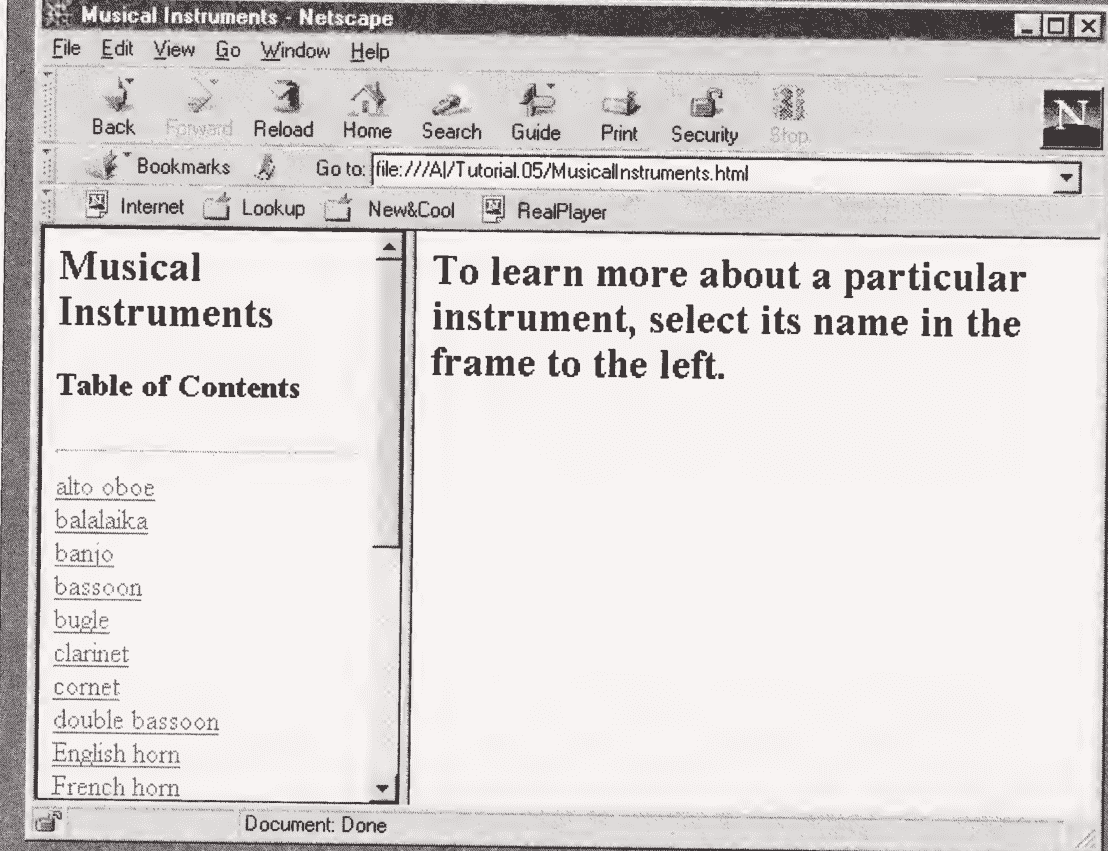 Musical Instruments - Netscape
File Edit View Go Window Help
Back Forward Reload Home Search Guide Print Security Stop
N
Bookmarks Go to: file:///A|/Tutorial.05/MusicalInstruments.html
Internet Lookup New&Cool RealPlayer
Musical
Instruments
Table of Contents
alto oboe
balalaika
banjo
bassoon
bugle
clarinet
cornet
double bassoon
English horn
French horn
To learn more about a particular
instrument, select its name in the
frame to the left.
Document: Done